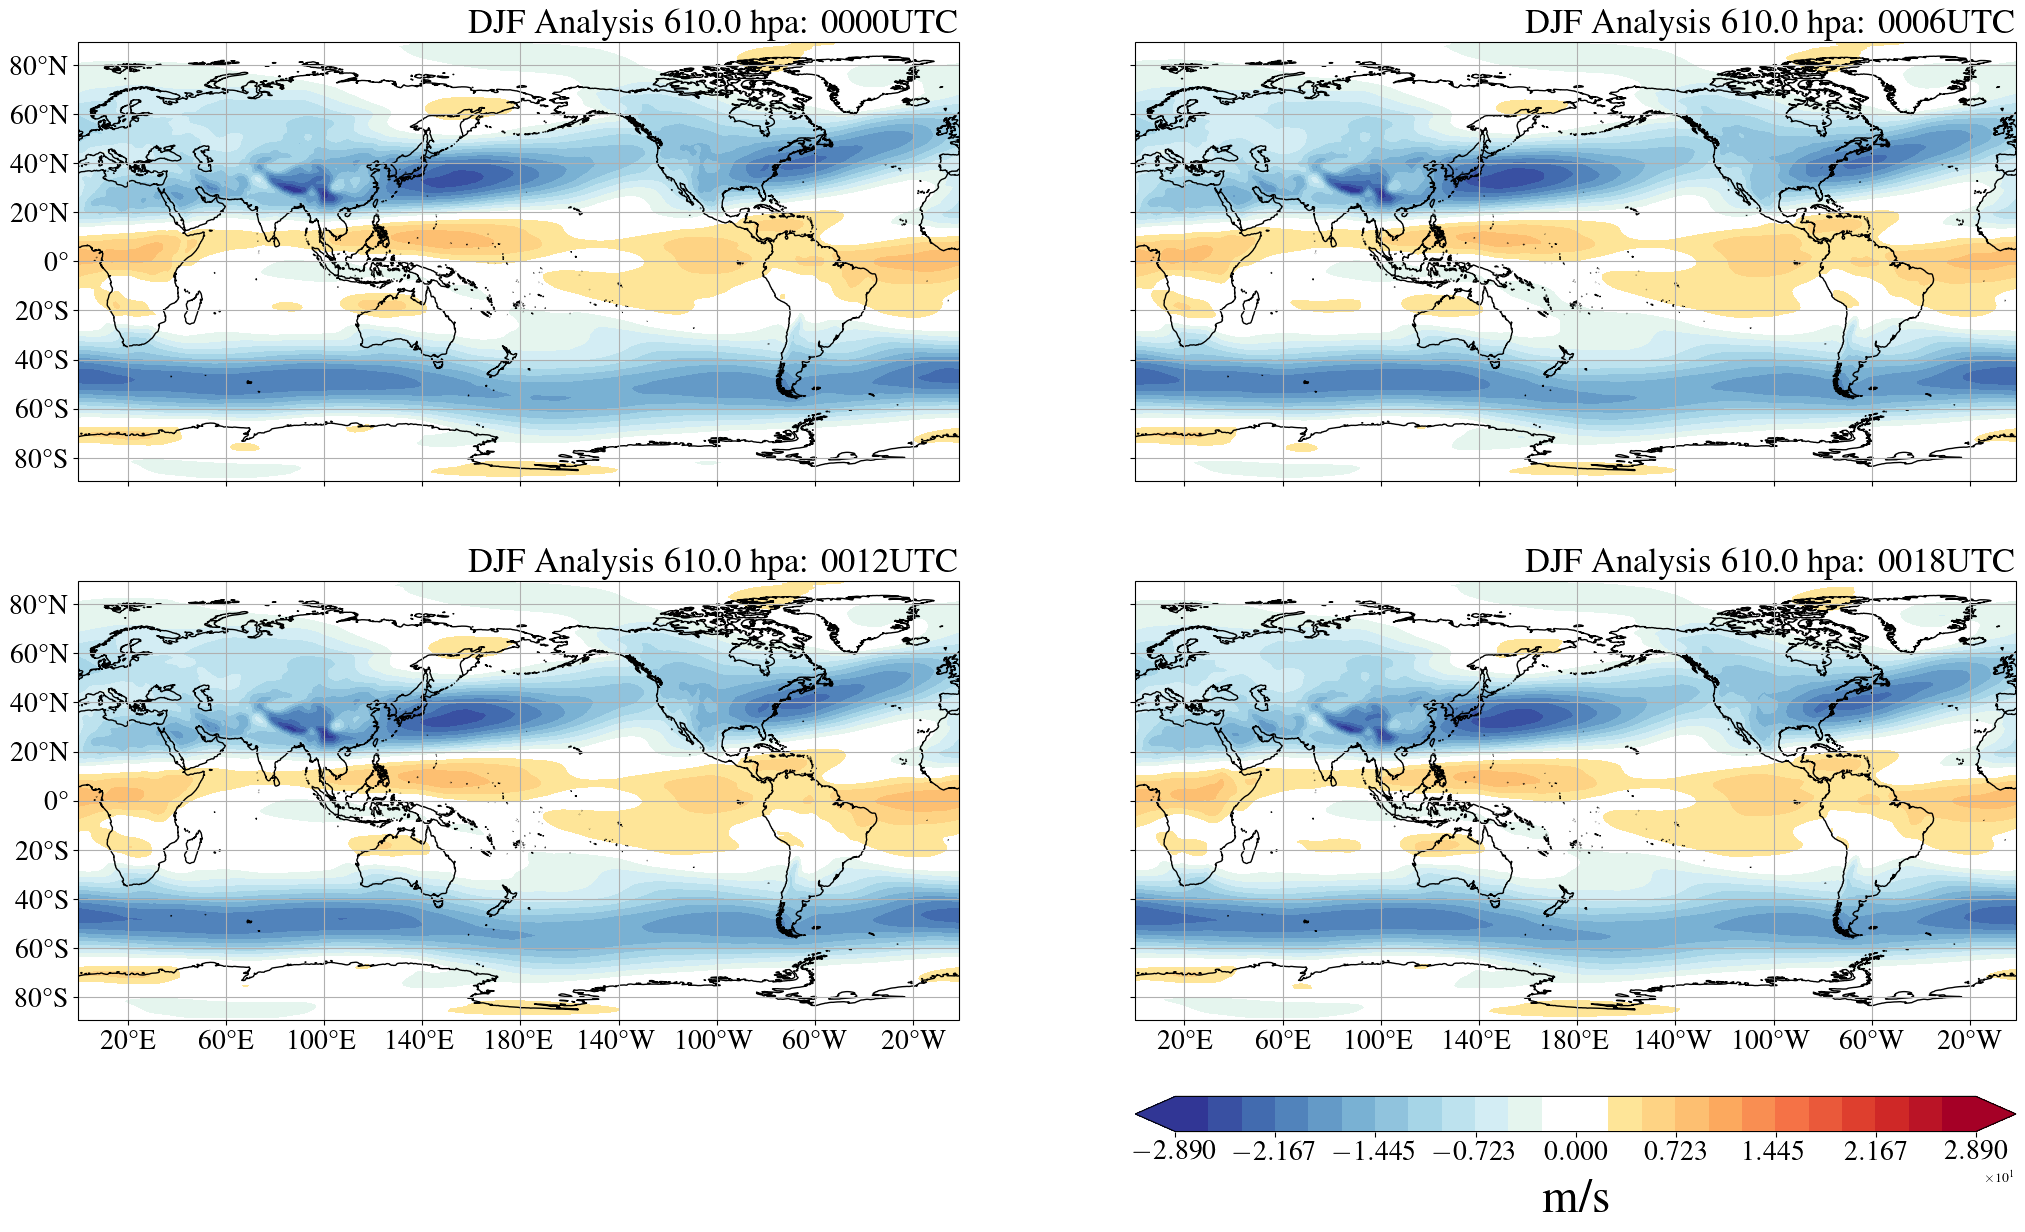 DJF Analysis 610.0 hpa: 0000UTC
DJF Analysis 610.0 hpa: 0006UTC
80°N
60°N
40°N
20°N
0°
20°S
40°S
60°S
80°S
DJF Analysis 610.0 hpa: 0012UTC
DJF Analysis 610.0 hpa: 0018UTC
80°N
60°N
40°N
20°N
0°
20°S
40°S
60°S
80°S
20°E 60°E 100°E 140°E 180°E 140°W 100°W 60°W 20°W
20°E 60°E 100°E 140°E 180°E 140°W 100°W 60°W 20°W
−2.890 −2.167 −1.445 −0.723 0.000 0.723 1.445 2.167 2.890
×10¹
m/s